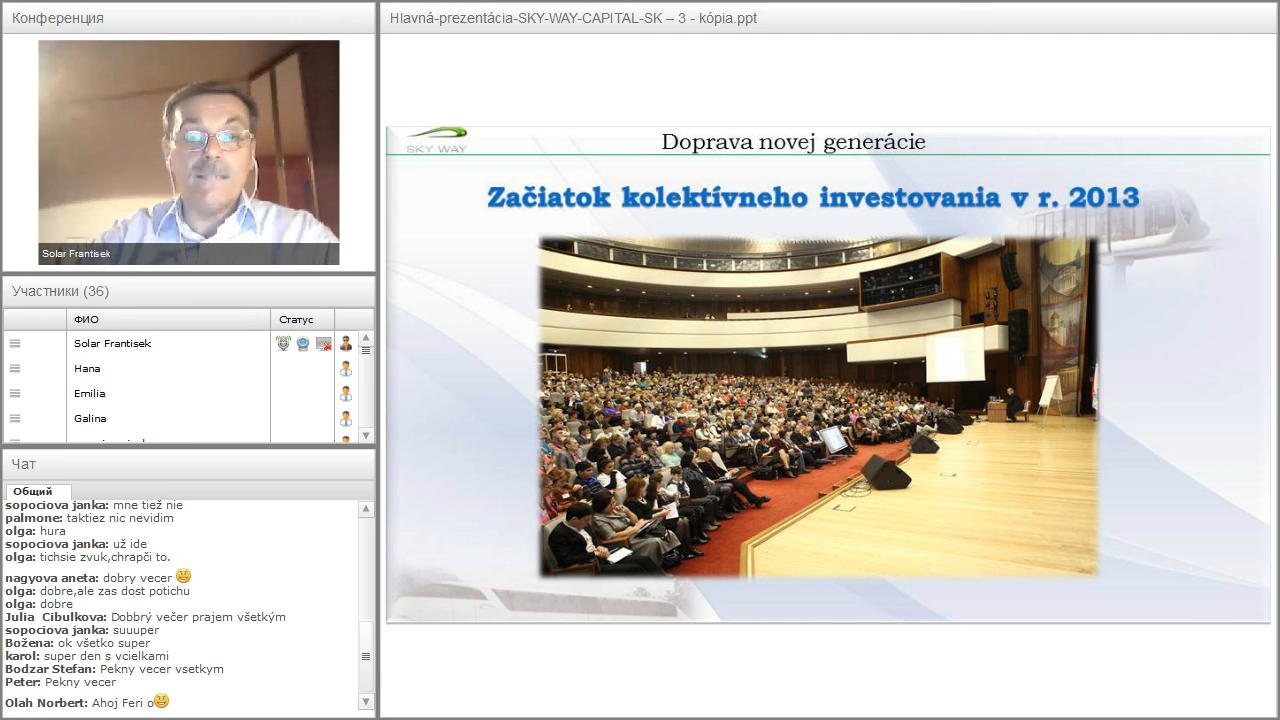 Конференция
Solar Frantisek
Участники (36)
ФИО
Статус
Solar Frantisek
Hana
Emilia
Galina
Чат
Общий
sopociova janka: mne tiež nie
palmone: taktiez nic nevidim
olga: hura
sopociova janka: už ide
olga: tichsie zvuk,chrapči to.
nagyova aneta: dobry vecer
olga: dobre,ale zas dost potichu
olga: dobre
Julia Cibulkova: Dobbrý večer prajem všetkým
sopociova janka: suuuper
Božena: ok všetko super
karol: super den s vcielkami
Bodzar Stefan: Pekny vecer vsetkym
Peter: Pekny vecer
Olah Norbert: Ahoj Feri o
Hlavná-prezentácia-SKY-WAY-CAPITAL-SK – 3 - kópia.ppt
SKY WAY
Doprava novej generácie
Začiatok kolektívneho investovania v r. 2013